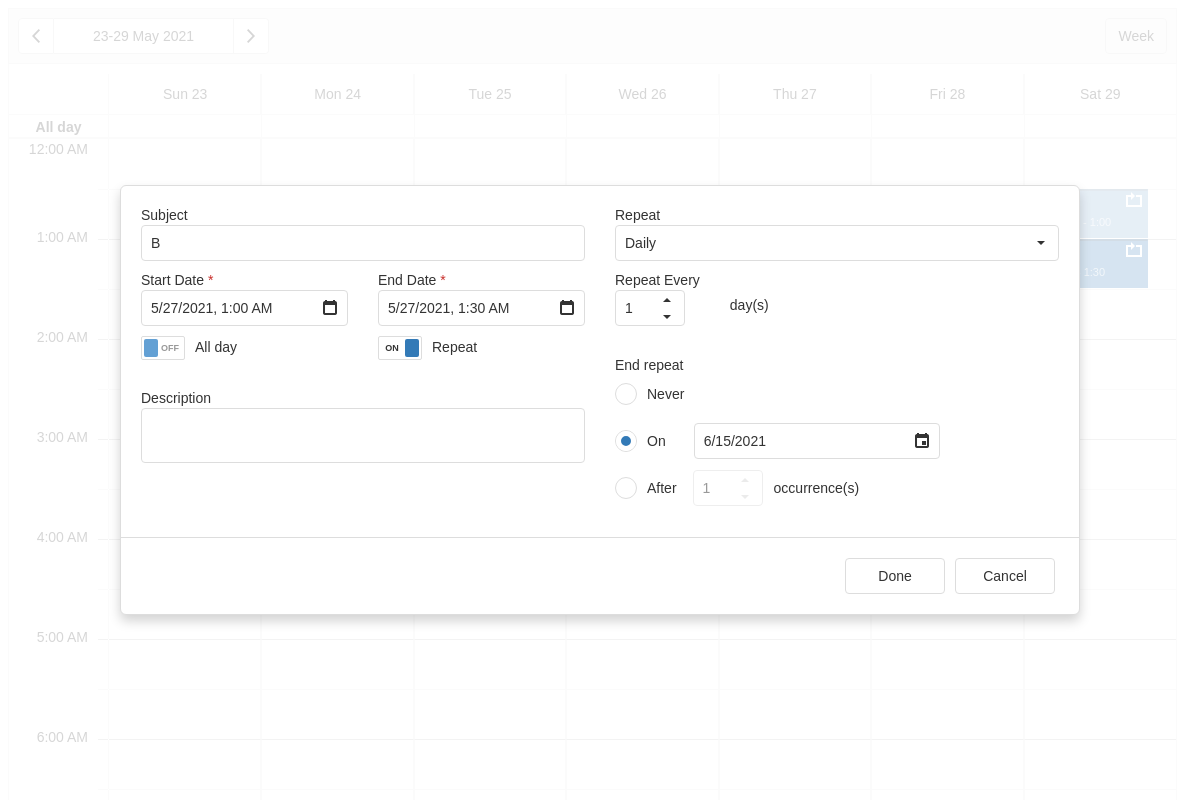 23-29 May 2021
Week
Sun 23
Mon 24
Tue 25
Wed 26
Thu 27
Fri 28
Sat 29
All day
12:00 AM
1:00 AM
2:00 AM
3:00 AM
4:00 AM
5:00 AM
6:00 AM
- 1:00
1:30
Subject
B
Start Date *
End Date *
5/27/2021, 1:00 AM
5/27/2021, 1:30 AM
OFF
All day
ON
Repeat
Description
Repeat
Daily
Repeat Every
1
day(s)
End repeat
Never
On
6/15/2021
After
1
occurrence(s)
Done
Cancel